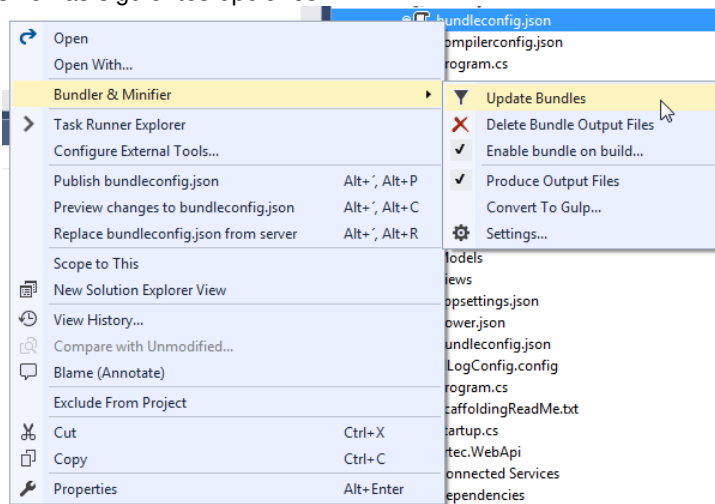 bundleconfig.json
ompilerconfig.json
rogram.cs
Open
Open With...
Bundler & Minifier
Task Runner Explorer
Configure External Tools...
Publish bundleconfig.json Alt+´, Alt+P
Preview changes to bundleconfig.json Alt+´, Alt+C
Replace bundleconfig.json from server Alt+´, Alt+R
Scope to This
New Solution Explorer View
View History...
Compare with Unmodified...
Blame (Annotate)
Exclude From Project
Cut Ctrl+X
Copy Ctrl+C
Properties Alt+Enter
Update Bundles
Delete Bundle Output Files
Enable bundle on build...
Produce Output Files
Convert To Gulp...
Settings...
Models
iews
ppsettings.json
ower.json
undleconfig.json
LogConfig.config
rogram.cs
caffoldingReadMe.txt
tartup.cs
rtec.WebApi
onnected Services
ependencies